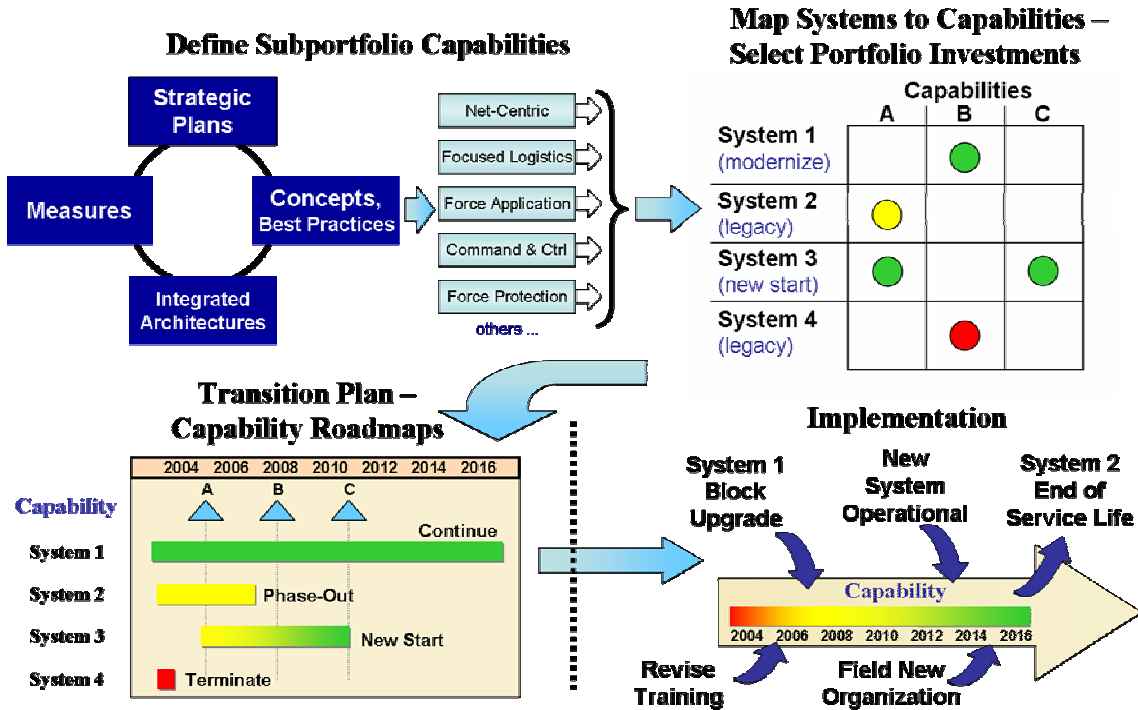 Define Subportfolio Capabilities
Strategic
Plans
Measures
Concepts,
Best Practices
Integrated
Architectures
Net-Centric
Focused Logistics
Force Application
Command & Ctrl
Force Protection
others ...
Map Systems to Capabilities –
Select Portfolio Investments
Capabilities
A B C
System 1
(modernize)
System 2
(legacy)
System 3
(new start)
System 4
(legacy)
Transition Plan –
Capability Roadmaps
2004 2006 2008 2010 2012 2014 2016
A B C
Capability
Continue
System 1
System 2
Phase-Out
System 3
New Start
System 4
Terminate
Implementation
System 1
Block
Upgrade
New
System
Operational
System 2
End of
Service Life
Capability
2004 2006 2008 2010 2012 2014 2016
Revise
Training
Field New
Organization